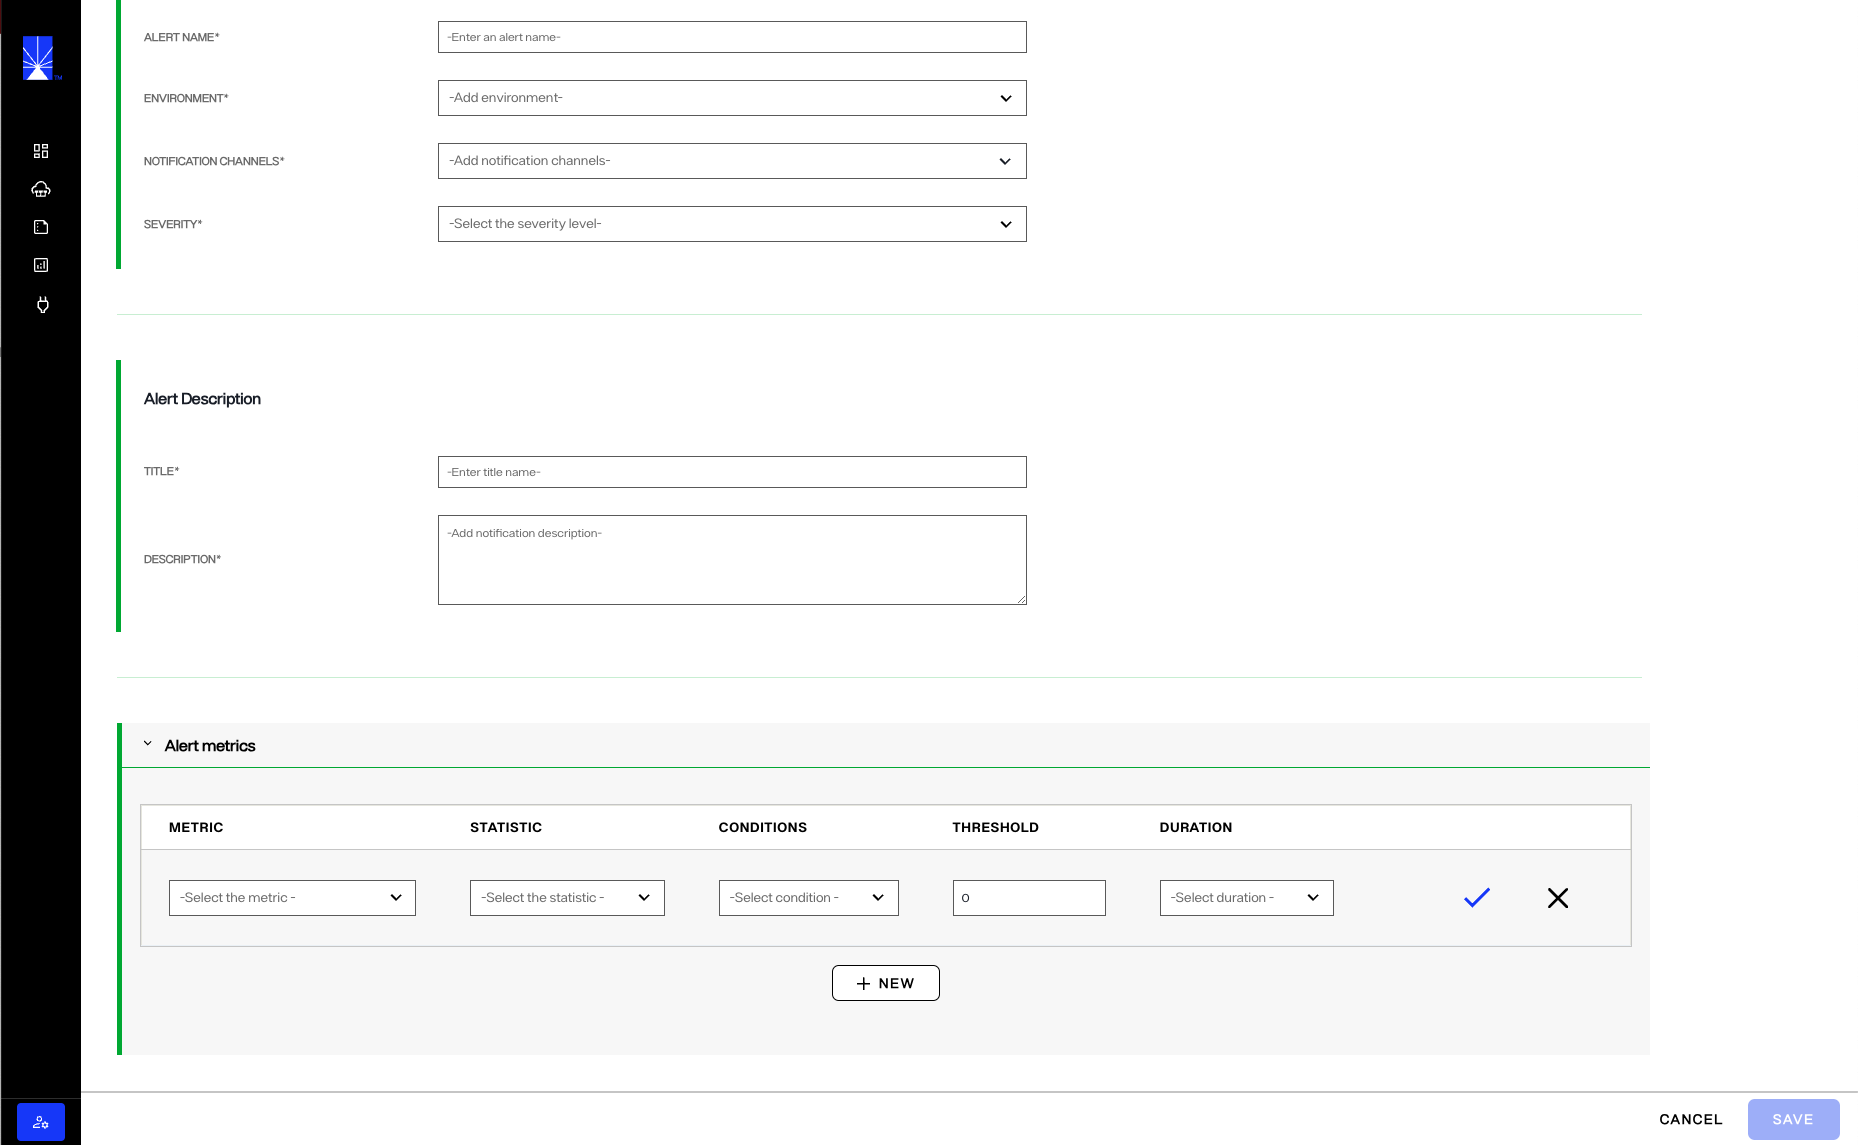 TM
ALERT NAME*
-Enter an alert name-
ENVIRONMENT*
-Add environment-
NOTIFICATION CHANNELS*
-Add notification channels-
SEVERITY*
-Select the severity level-
Alert Description
TITLE*
-Enter title name-
DESCRIPTION*
-Add notification description-
Alert metrics
METRIC STATISTIC CONDITIONS THRESHOLD DURATION
-Select the metric - -Select the statistic - -Select condition - 0 -Select duration -
+ NEW
CANCEL SAVE